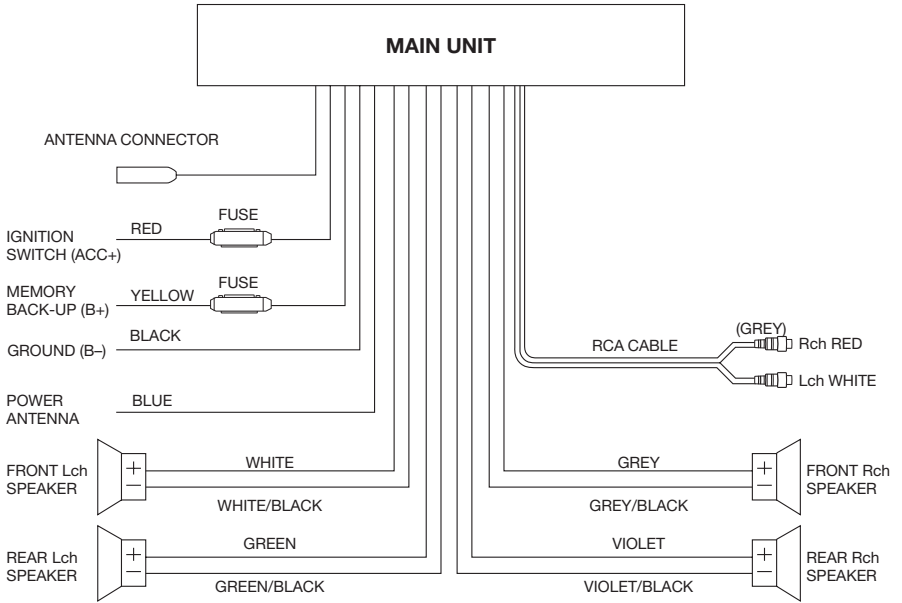 MAIN UNIT
ANTENNA CONNECTOR
FUSE
RED
IGNITION
SWITCH (ACC+)
FUSE
MEMORY
BACK-UP (B+)
YELLOW
BLACK
GROUND (B–)
POWER
ANTENNA
BLUE
RCA CABLE
(GREY)
Rch RED
Lch WHITE
FRONT Lch
SPEAKER
+
–
WHITE
WHITE/BLACK
GREY
GREY/BLACK
+
–
FRONT Rch
SPEAKER
REAR Lch
SPEAKER
+
–
GREEN
GREEN/BLACK
VIOLET
VIOLET/BLACK
+
–
REAR Rch
SPEAKER